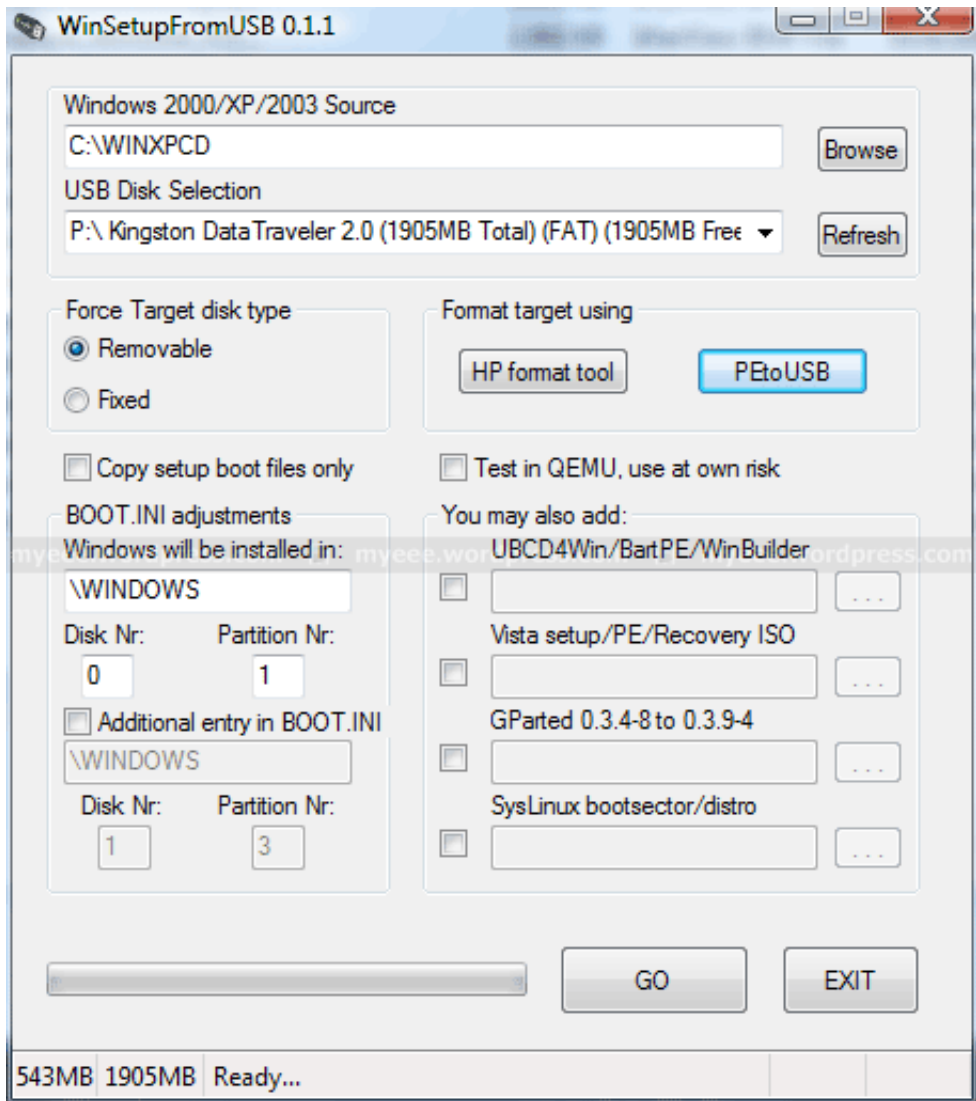 WinSetupFromUSB 0.1.1
Windows 2000/XP/2003 Source
C:\WINXPCD
Browse
USB Disk Selection
P:\ Kingston DataTraveler 2.0 (1905MB Total) (FAT) (1905MB Free
Refresh
Force Target disk type
Removable
Fixed
Format target using
HP format tool
PEtoUSB
Copy setup boot files only
Test in QEMU, use at own risk
BOOT.INI adjustments
Windows will be installed in:
\WINDOWS
Disk Nr:
Partition Nr:
0
1
Additional entry in BOOT.INI
\WINDOWS
Disk Nr:
Partition Nr:
1
3
You may also add:
UBCD4Win/BartPE/WinBuilder
...
Vista setup/PE/Recovery ISO
...
GParted 0.3.4-8 to 0.3.9-4
...
SysLinux bootsector/distro
...
GO
EXIT
543MB
1905MB
Ready...